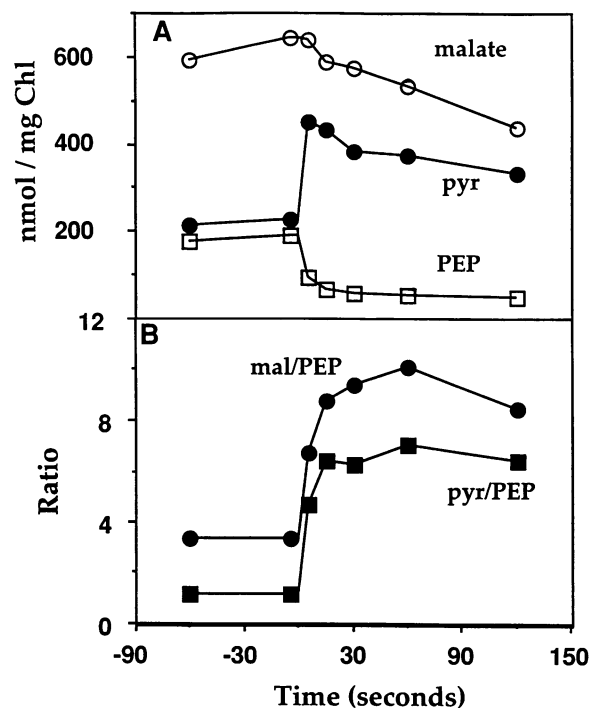 A
malate
600
nmol / mg Chl
400
pyr
200
PEP
12
B
mal/PEP
8
Ratio
pyr/PEP
4
0
-90 -30 30 90 150
Time (seconds)